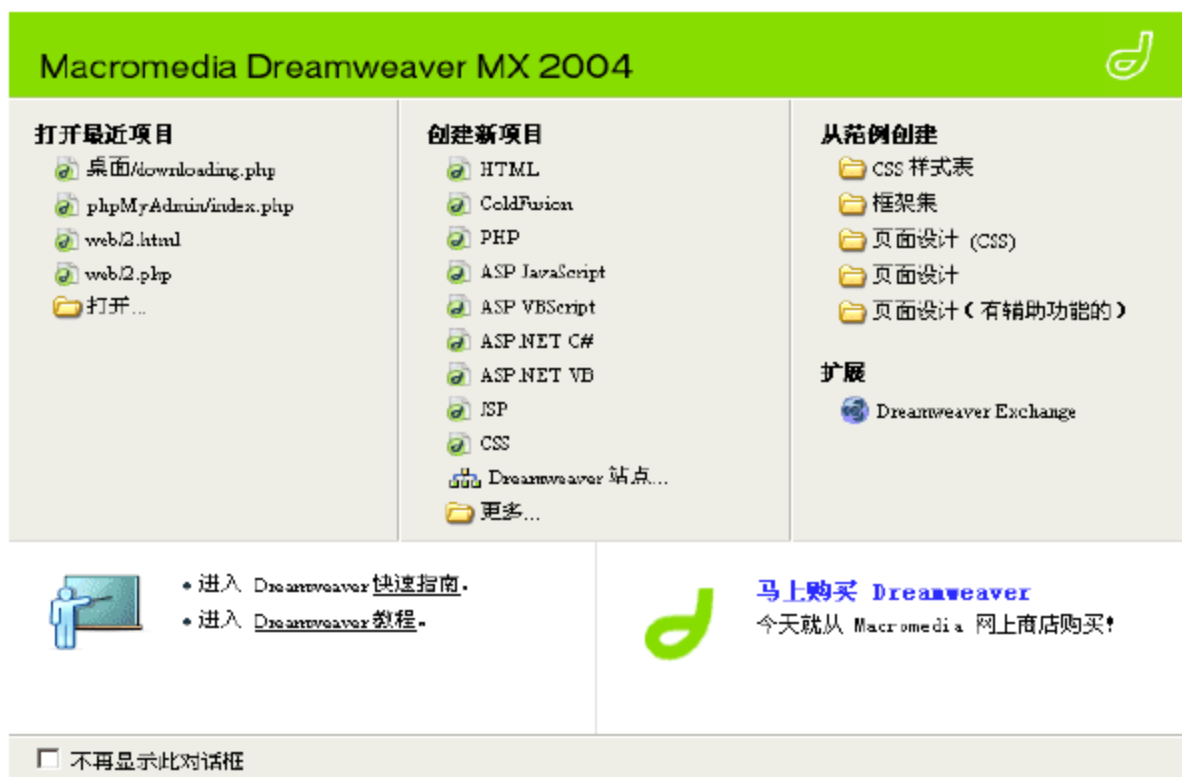 Macromedia Dreamweaver MX 2004
打开最近项目
桌面/downloading.php
phpMyAdmin/index.php
web/2.html
web/2.php
打开...
创建新项目
HTML
ColdFusion
PHP
ASP JavaScript
ASP VBScript
ASP.NET C#
ASP.NET VB
JSP
CSS
Dreamweaver 站点...
更多...
从范例创建
CSS 样式表
框架集
页面设计 (CSS)
页面设计
页面设计(有辅助功能的)
扩展
Dreamweaver Exchange
• 进入 Dreamweaver 快速指南。
• 进入 Dreamweaver 教程。
马上购买 Dreamweaver
今天就从 Macromedia 网上商店购买!
不再显示此对话框